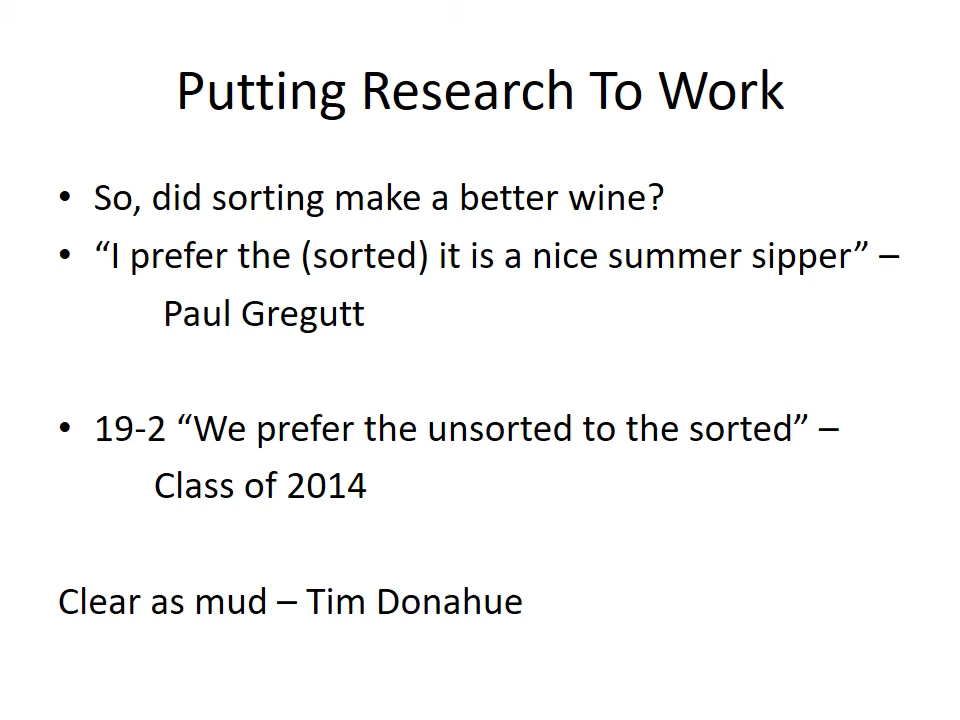 Putting Research To Work
• So, did sorting make a better wine?
• “I prefer the (sorted) it is a nice summer sipper” –
Paul Gregutt
• 19-2 “We prefer the unsorted to the sorted” –
Class of 2014
Clear as mud – Tim Donahue